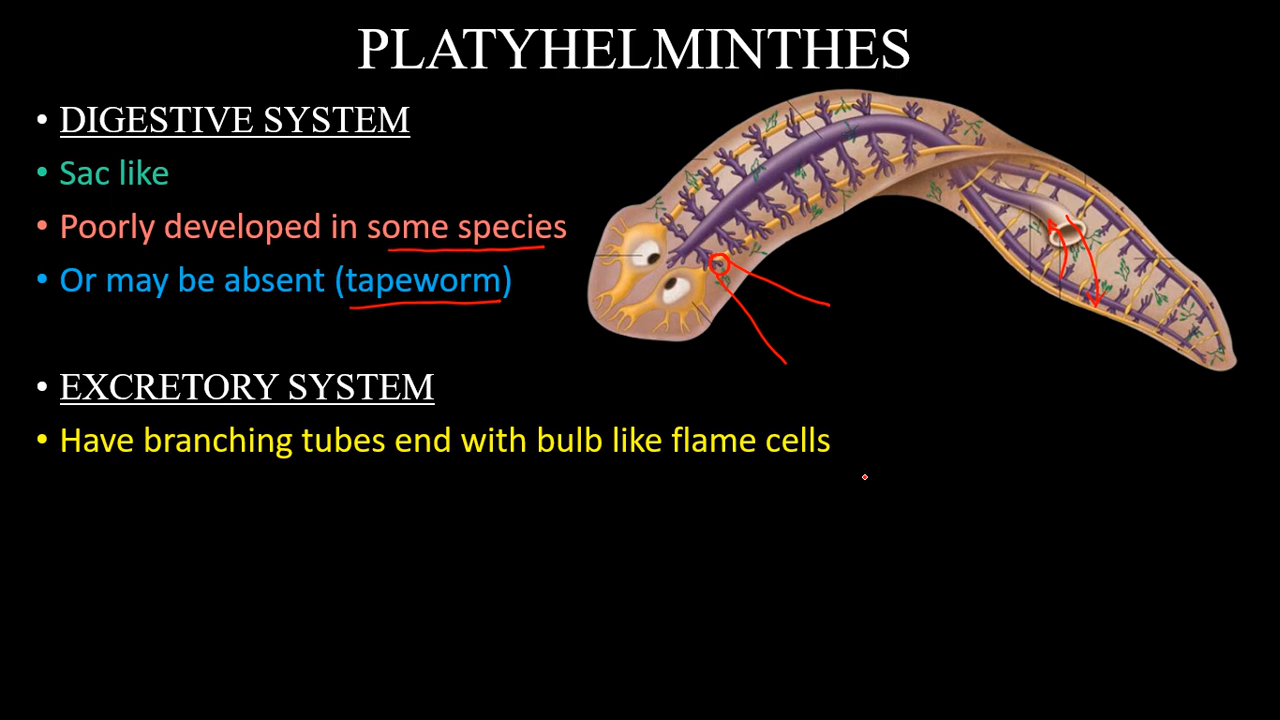 PLATYHELMINTHES
• DIGESTIVE SYSTEM
• Sac like
• Poorly developed in some species
• Or may be absent (tapeworm)
• EXCRETORY SYSTEM
• Have branching tubes end with bulb like flame cells